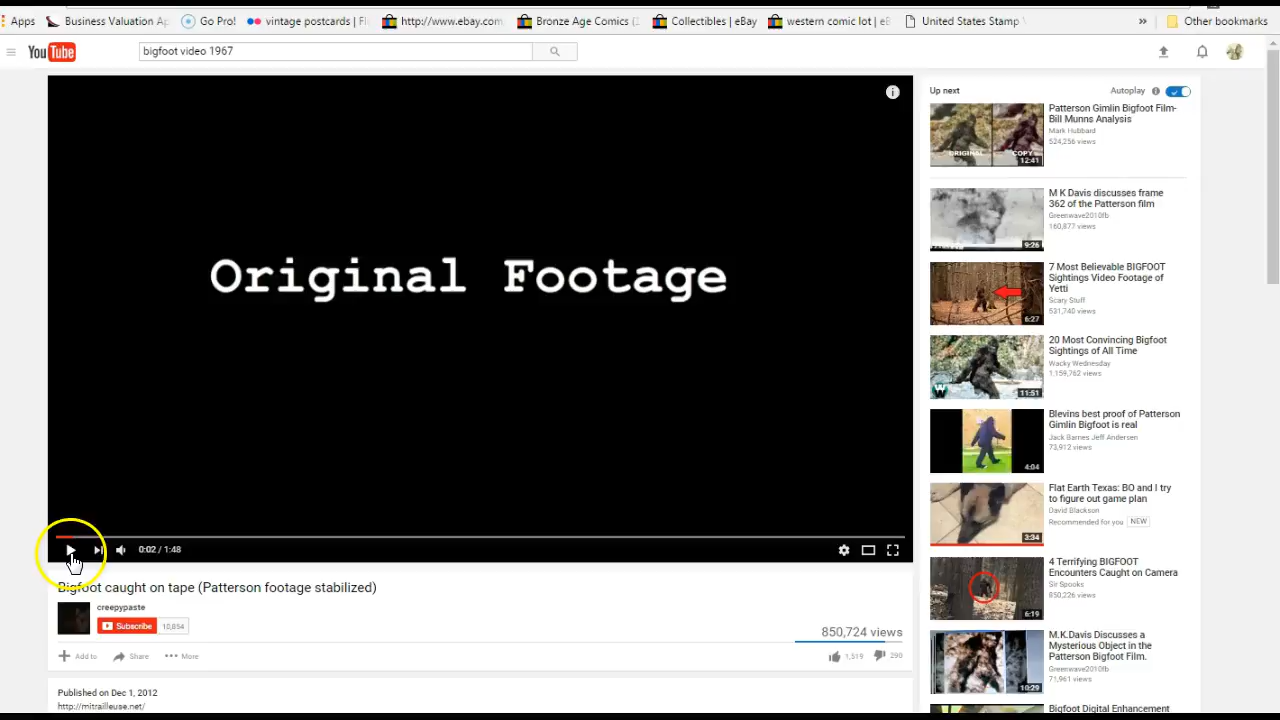 Apps
Business Valuation Ap
Go Pro!
vintage postcards | Fli
http://www.ebay.com
Bronze Age Comics (1
Collectibles | eBay
western comic lot | eB
United States Stamp \
»
Other bookmarks
YouTube
bigfoot video 1967
Original Footage
0:02 / 1:48
Bigfoot caught on tape (Patterson footage stabilized)
creepypaste
Subscribe 10,854
850,724 views
Add to
Share
More
1,519
290
Published on Dec 1, 2012
http://mitrailleuse.net/
Up next
Autoplay
ORIGINAL
COPY
12:41
Patterson Gimlin Bigfoot Film-
Bill Munns Analysis
Mark Hubbard
524,256 views
9:26
M K Davis discusses frame
362 of the Patterson film
Greenwave2010fb
160,877 views
6:27
7 Most Believable BIGFOOT
Sightings Video Footage of
Yetti
Scary Stuff
531,740 views
W
11:51
20 Most Convincing Bigfoot
Sightings of All Time
Wacky Wednesday
1,159,762 views
4:04
Blevins best proof of Patterson
Gimlin Bigfoot is real
Jack Barnes Jeff Andersen
73,912 views
3:34
Flat Earth Texas: BO and I try
to figure out game plan
David Blackson
Recommended for you NEW
6:19
4 Terrifying BIGFOOT
Encounters Caught on Camera
Sir Spooks
850,226 views
10:29
M.K.Davis Discusses a
Mysterious Object in the
Patterson Bigfoot Film.
Greenwave2010fb
71,961 views
Bigfoot Digital Enhancement